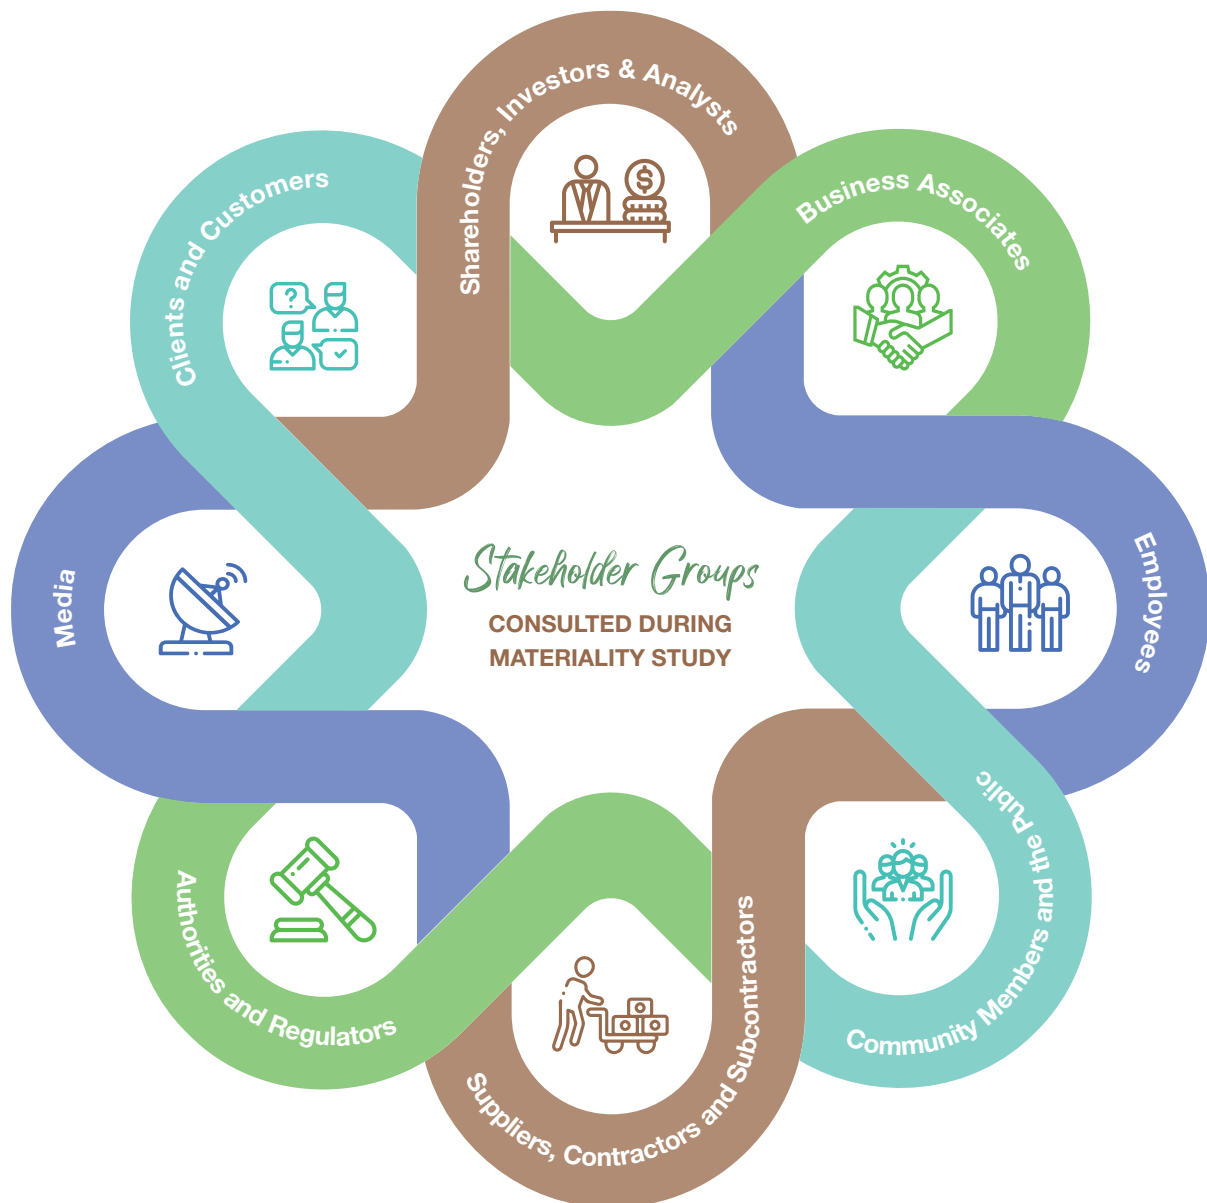 Shareholders, Investors & Analysts
Business Associates
Employees
Community Members and the Public
Suppliers, Contractors and Subcontractors
Authorities and Regulators
Media
Clients and Customers
Stakeholder Groups
CONSULTED DURING
MATERIALITY STUDY
$
?